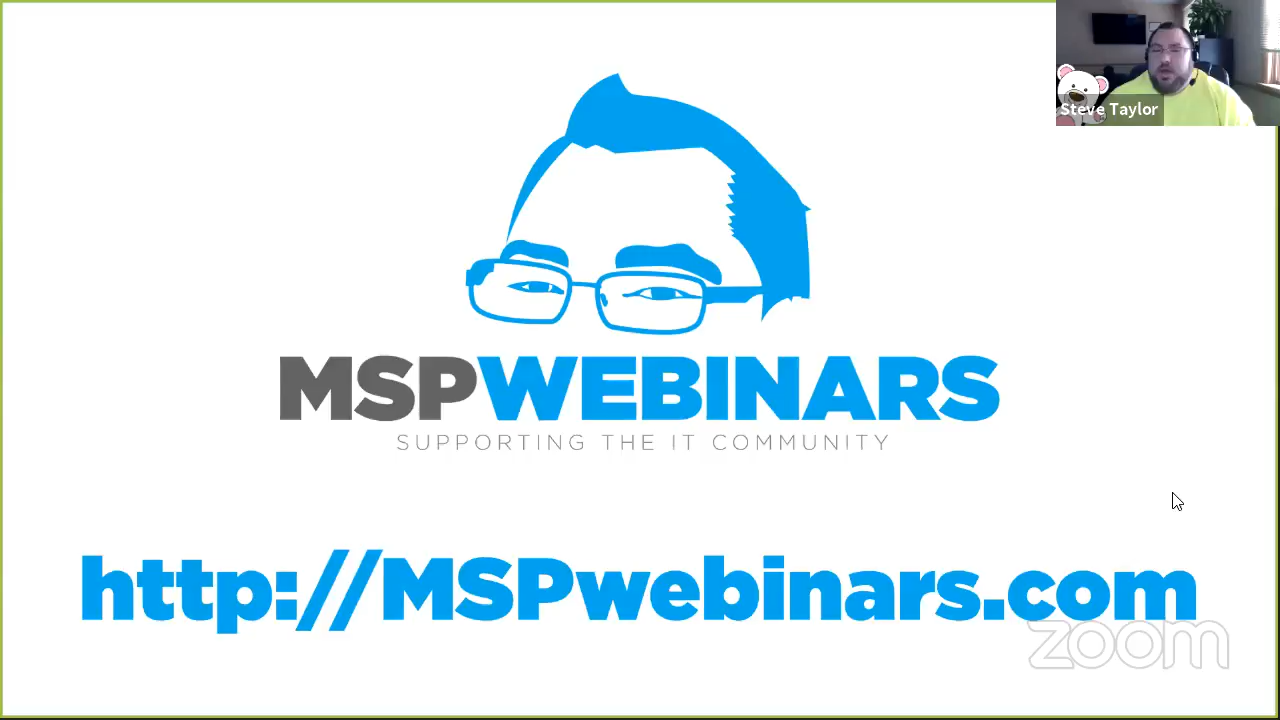 Steve Taylor
MSPWEBINARS
SUPPORTING THE IT COMMUNITY
http://MSPwebinars.com
zoom